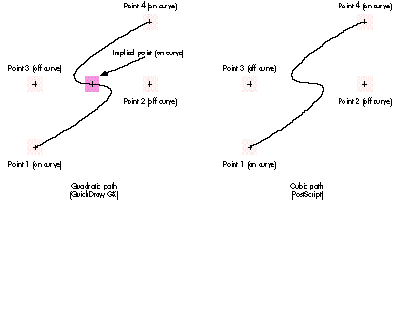 Point 4 (on curve)
Implied point (on curve)
Point 3 (off curve)
Point 2 (off curve)
Point 1 (on curve)
Quadratic path
(QuickDraw GX)
Point 4 (on curve)
Point 3 (off curve)
Point 2 (off curve)
Point 1 (on curve)
Cubic path
(PostScript)